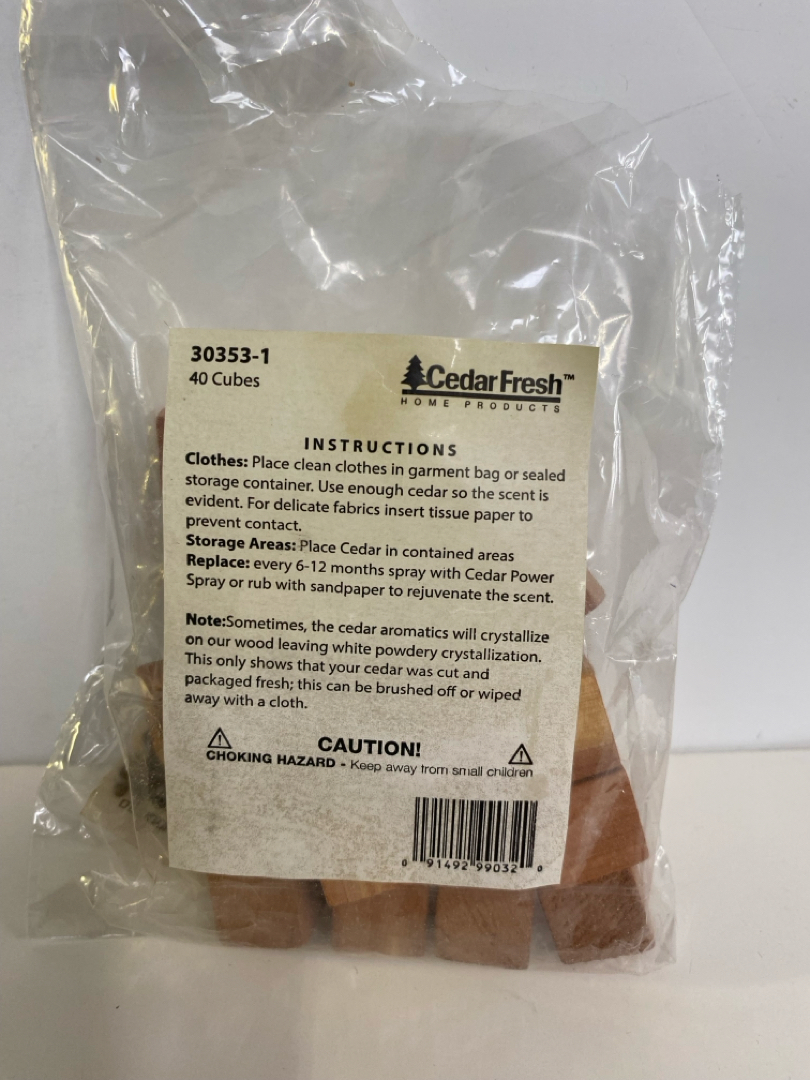 30353-1
40 Cubes
CedarFresh™
HOME PRODUCTS
INSTRUCTIONS
Clothes: Place clean clothes in garment bag or sealed
storage container. Use enough cedar so the scent is
evident. For delicate fabrics insert tissue paper to
prevent contact.
Storage Areas: Place Cedar in contained areas
Replace: every 6-12 months spray with Cedar Power
Spray or rub with sandpaper to rejuvenate the scent.
Note:Sometimes, the cedar aromatics will crystallize
on our wood leaving white powdery crystallization.
This only shows that your cedar was cut and
packaged fresh; this can be brushed off or wiped
away with a cloth.
CAUTION!
CHOKING HAZARD - Keep away from small children
0 91492 99032 0